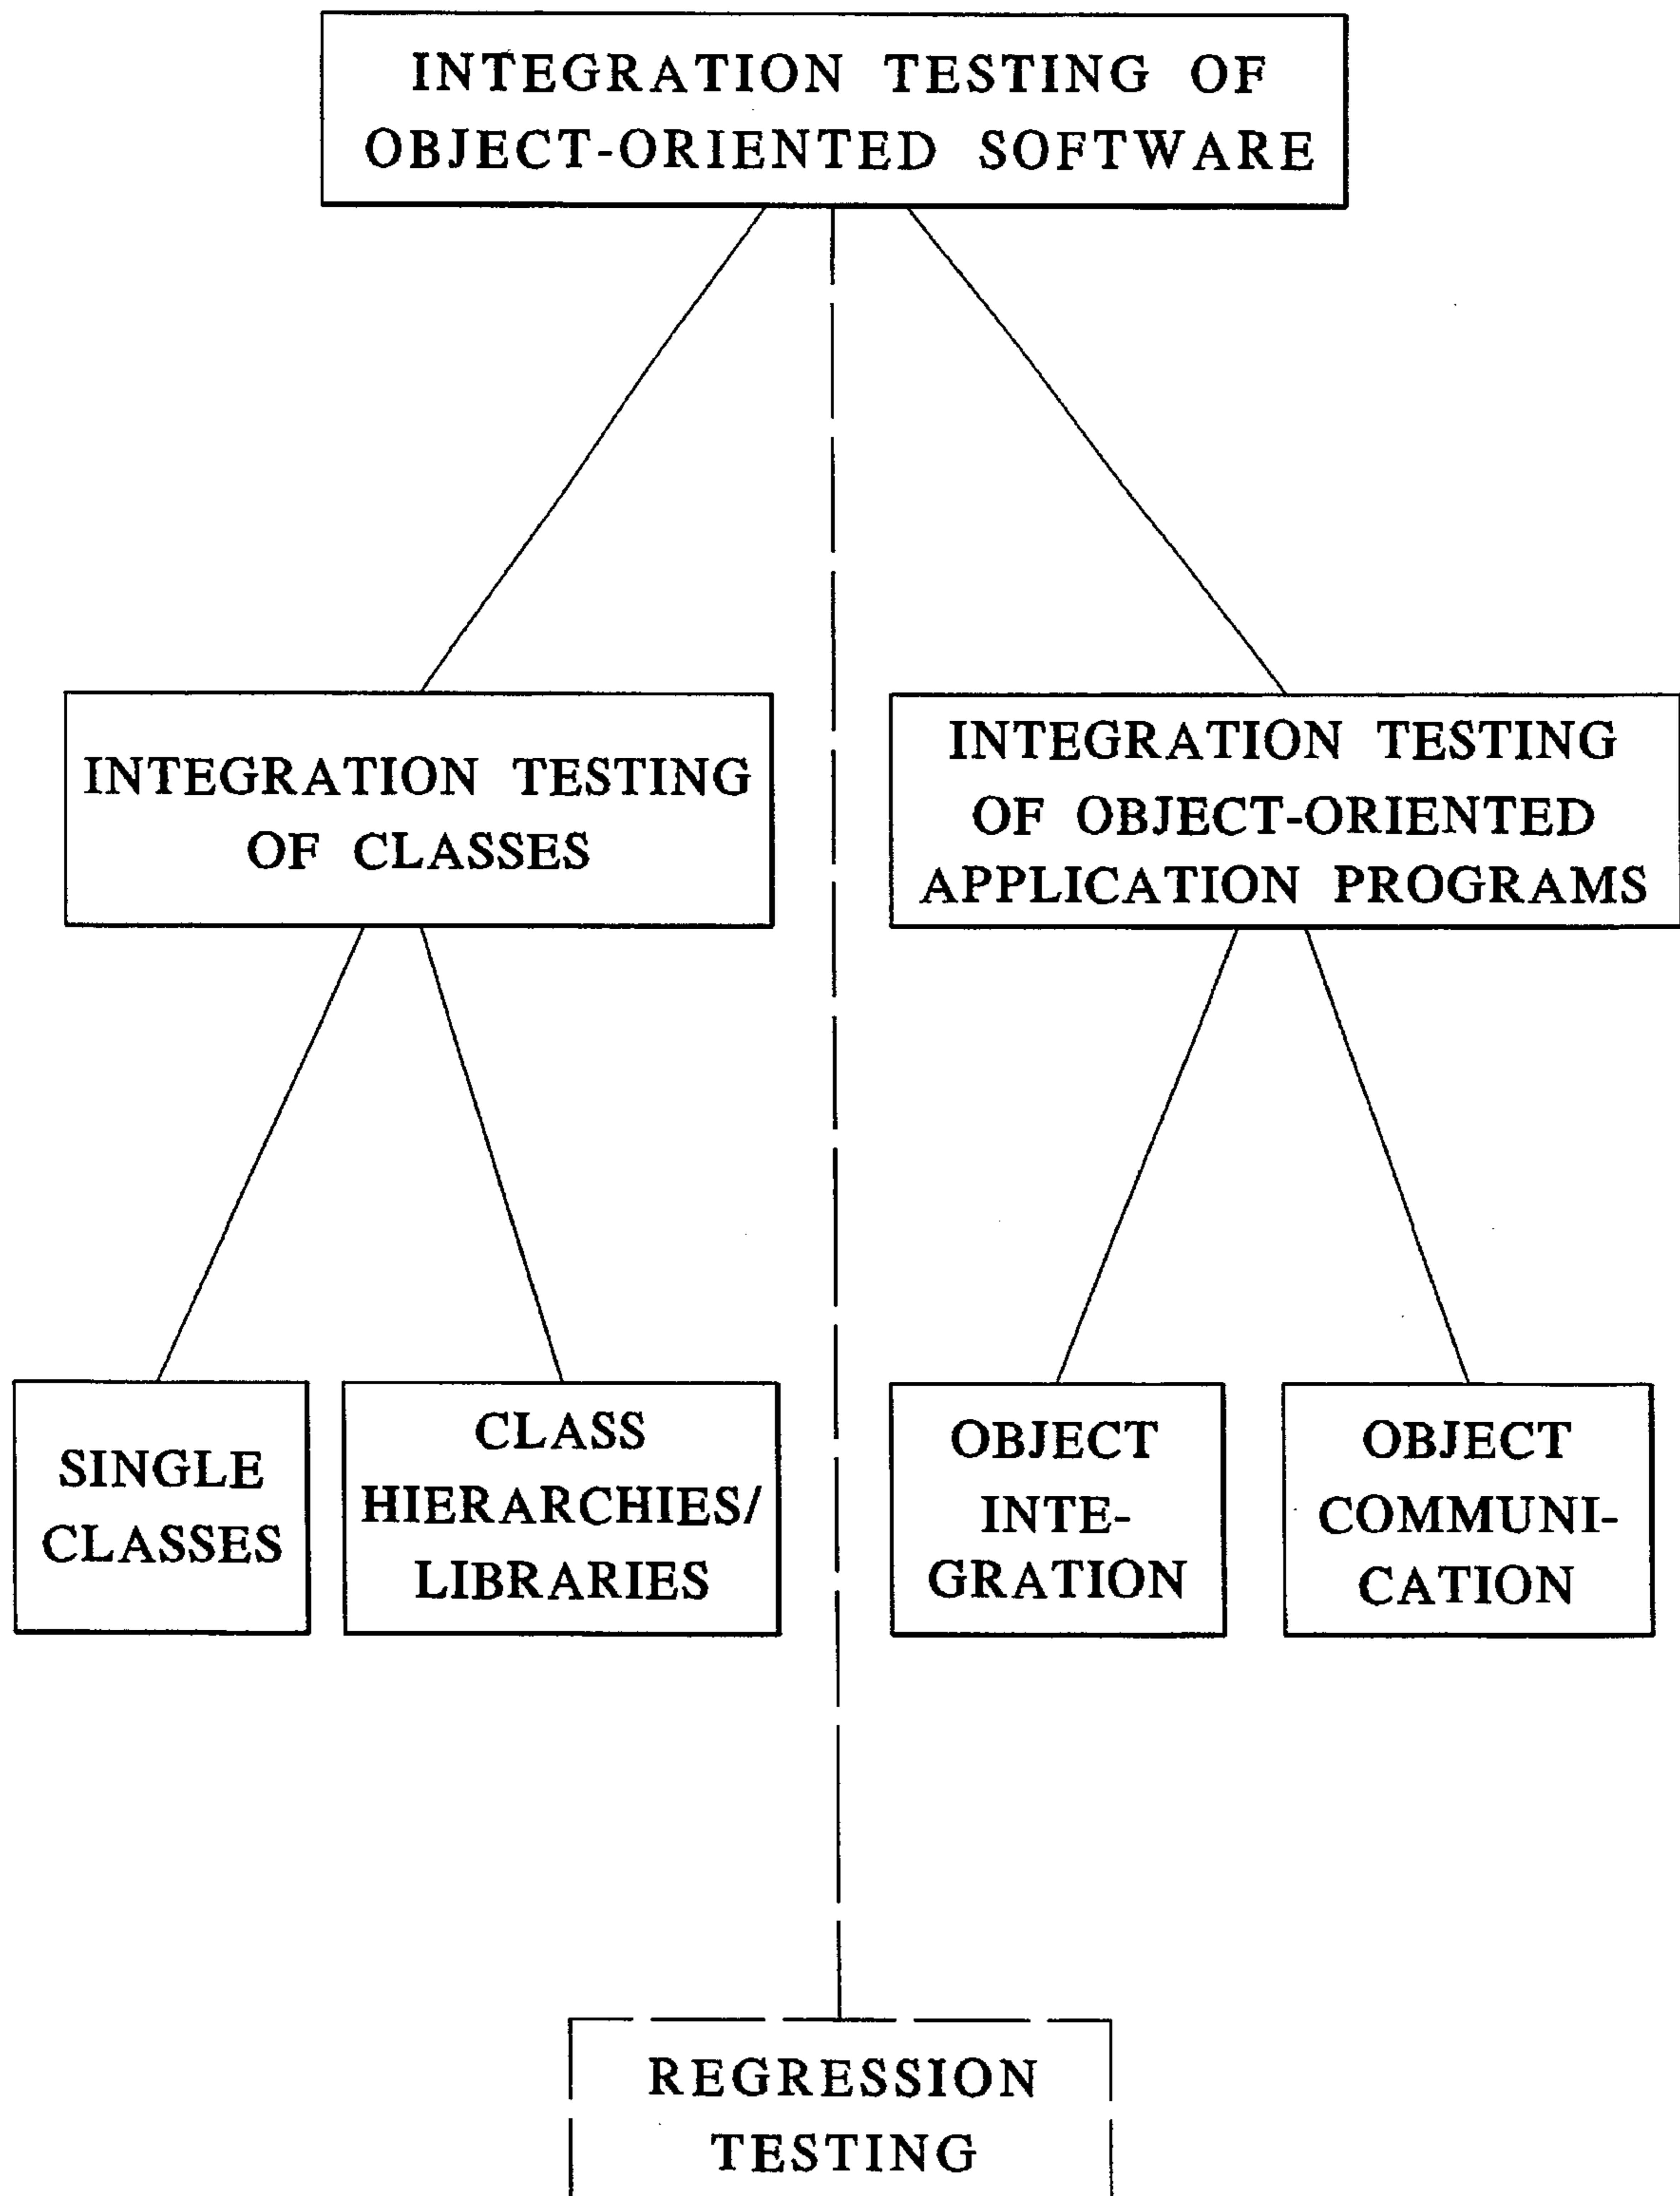 INTEGRATION TESTING OF
OBJECT-ORIENTED SOFTWARE
INTEGRATION TESTING
OF CLASSES
INTEGRATION TESTING
OF OBJECT-ORIENTED
APPLICATION PROGRAMS
SINGLE
CLASSES
CLASS
HIERARCHIES/
LIBRARIES
OBJECT
INTE-
GRATION
OBJECT
COMMUNI-
CATION
REGRESSION
TESTING